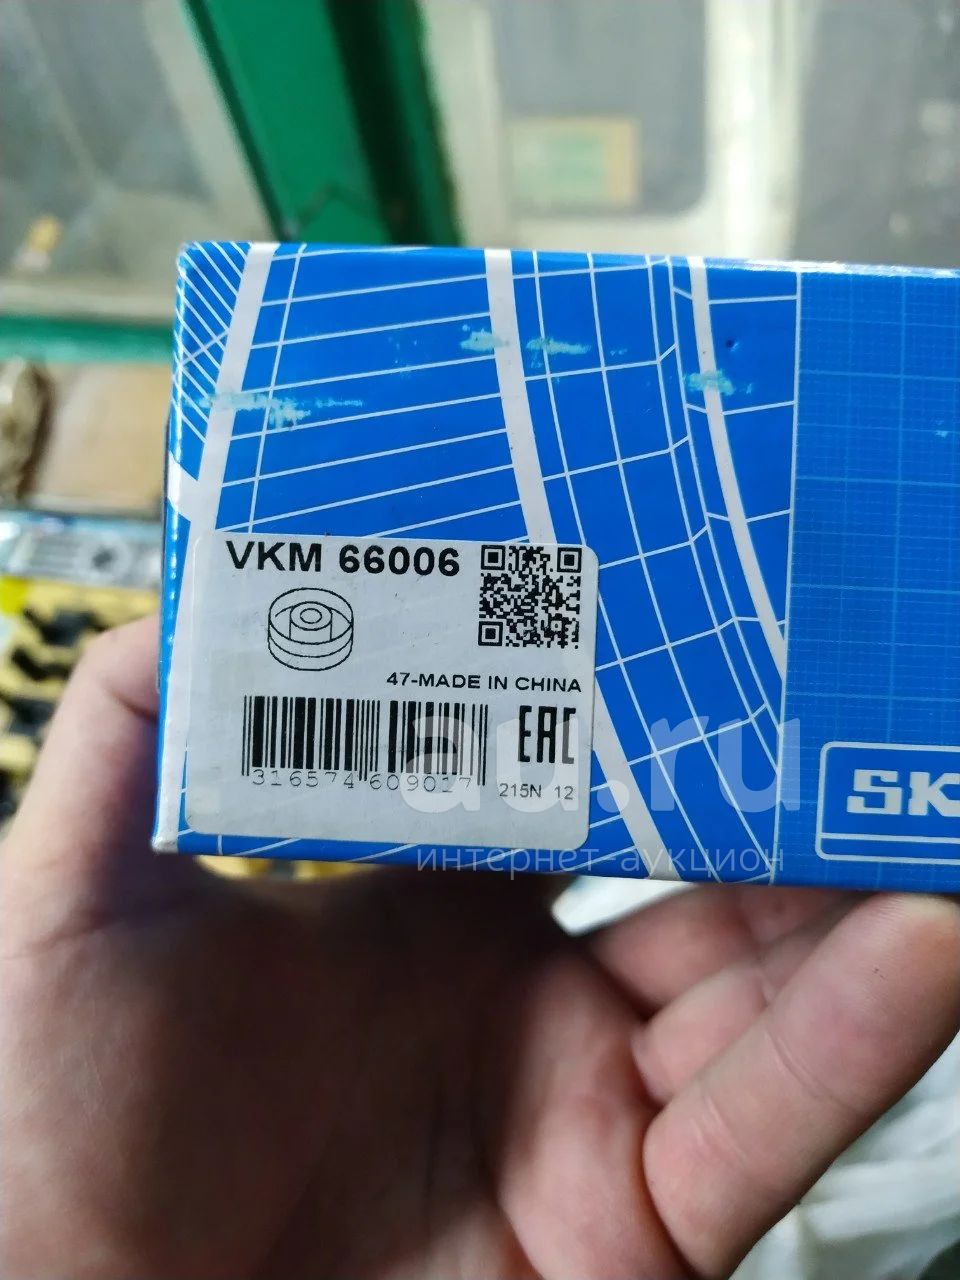 VKM 66006
47-MADE IN CHINA
EAC
316574 609017
215N 12
SK
au.ru
интернет-аукцион